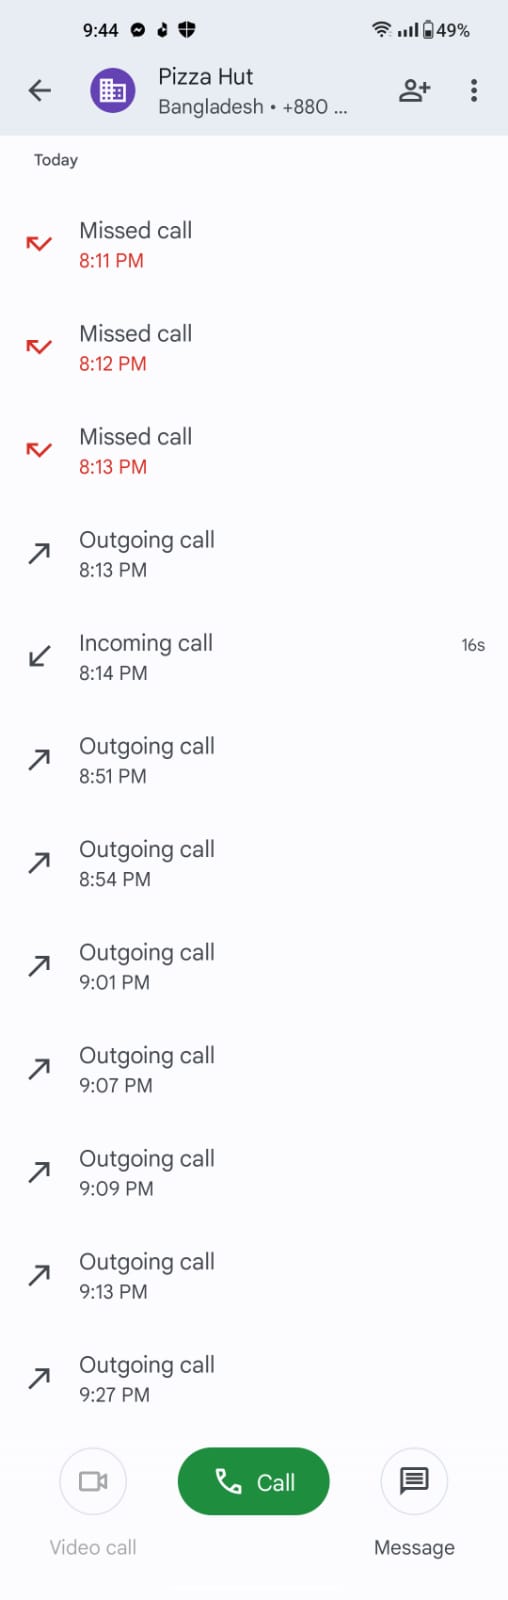 9:44 49%
Pizza Hut
Bangladesh • +880 ...
Today
Missed call
8:11 PM
Missed call
8:12 PM
Missed call
8:13 PM
Outgoing call
8:13 PM
Incoming call 16s
8:14 PM
Outgoing call
8:51 PM
Outgoing call
8:54 PM
Outgoing call
9:01 PM
Outgoing call
9:07 PM
Outgoing call
9:09 PM
Outgoing call
9:13 PM
Outgoing call
9:27 PM
Call
Video call Message